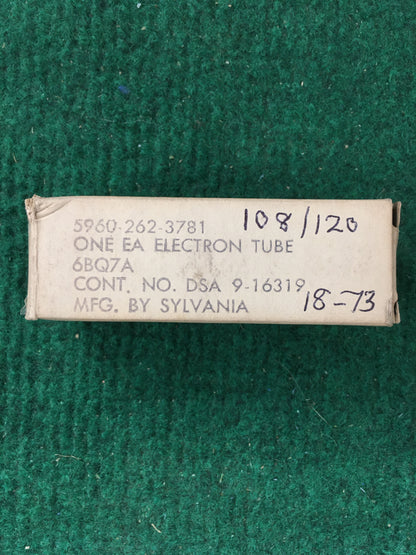 5960-262-3781 108/120
ONE EA ELECTRON TUBE
6BQ7A
CONT. NO. DSA 9-16319
MFG. BY SYLVANIA 18-73